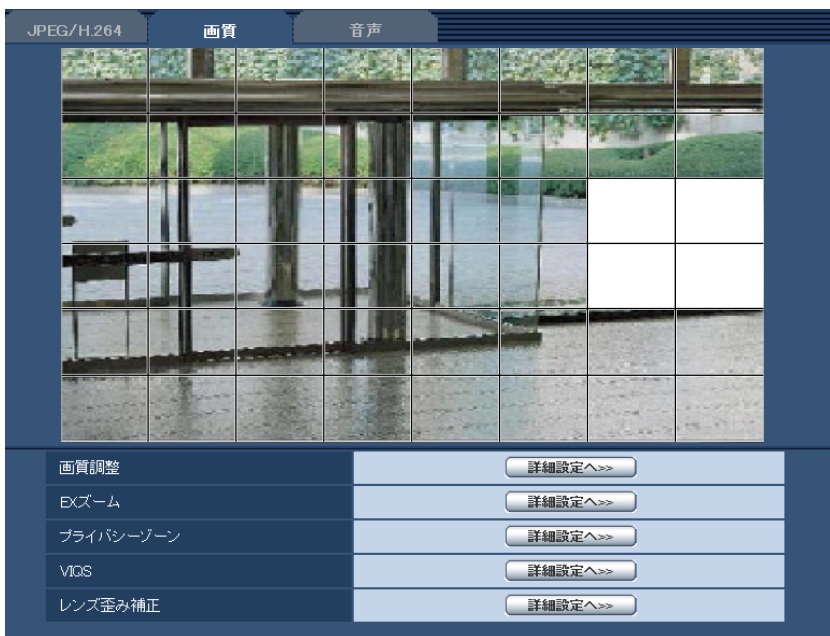 JPEG/H.264
画質
音声
画質調整
詳細設定へ>>
EXズーム
詳細設定へ>>
プライバシーゾーン
詳細設定へ>>
VIQS
詳細設定へ>>
レンズ歪み補正
詳細設定へ>>